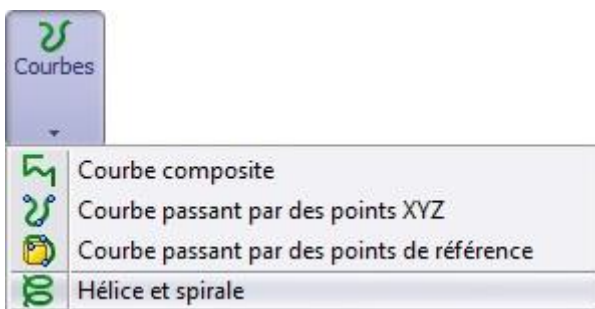 Courbes
Courbe composite
Courbe passant par des points XYZ
Courbe passant par des points de référence
Hélice et spirale